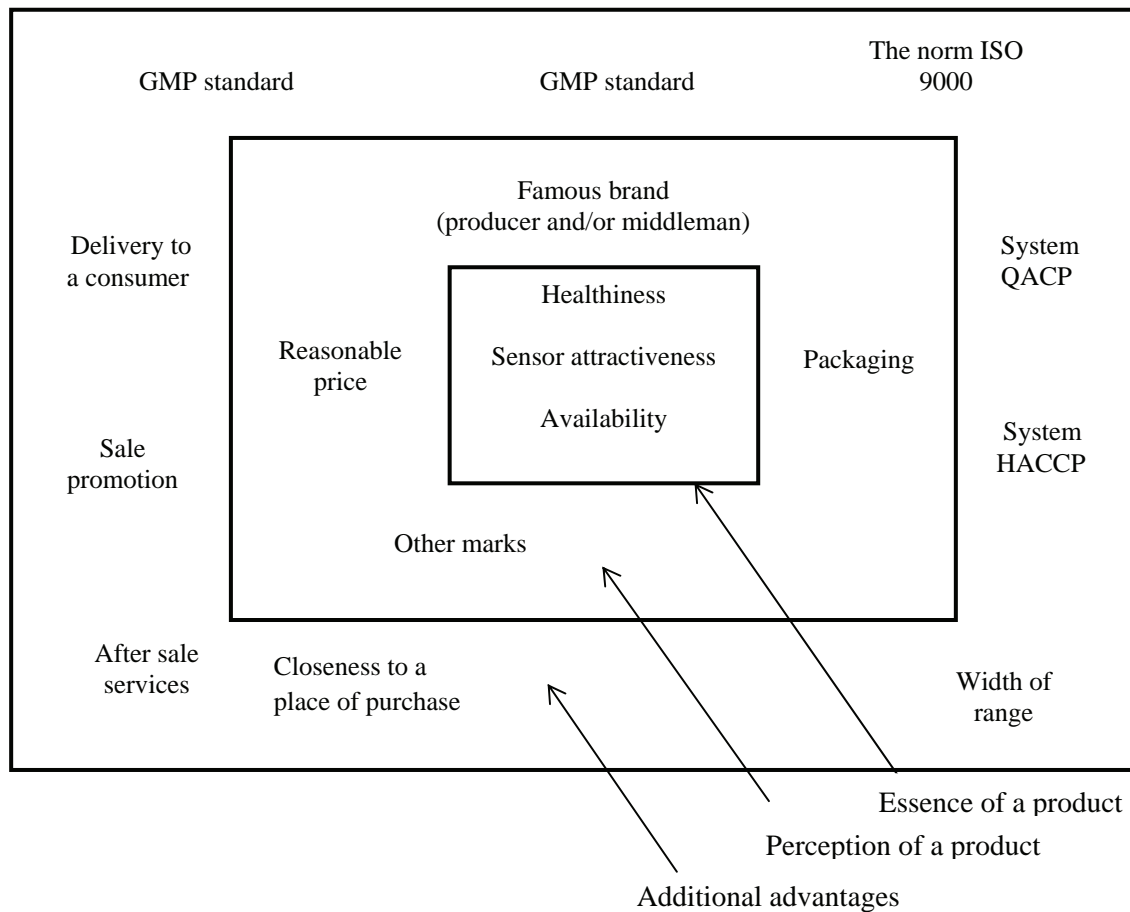 The norm ISO
9000
GMP standard
GMP standard
Famous brand
(producer and/or middleman)
Delivery to
a consumer
System
QACP
Healthiness
Sensor attractiveness
Availability
Reasonable
price
Packaging
Sale
promotion
System
HACCP
Other marks
After sale
services
Closeness to a
place of purchase
Width of
range
Essence of a product
Perception of a product
Additional advantages